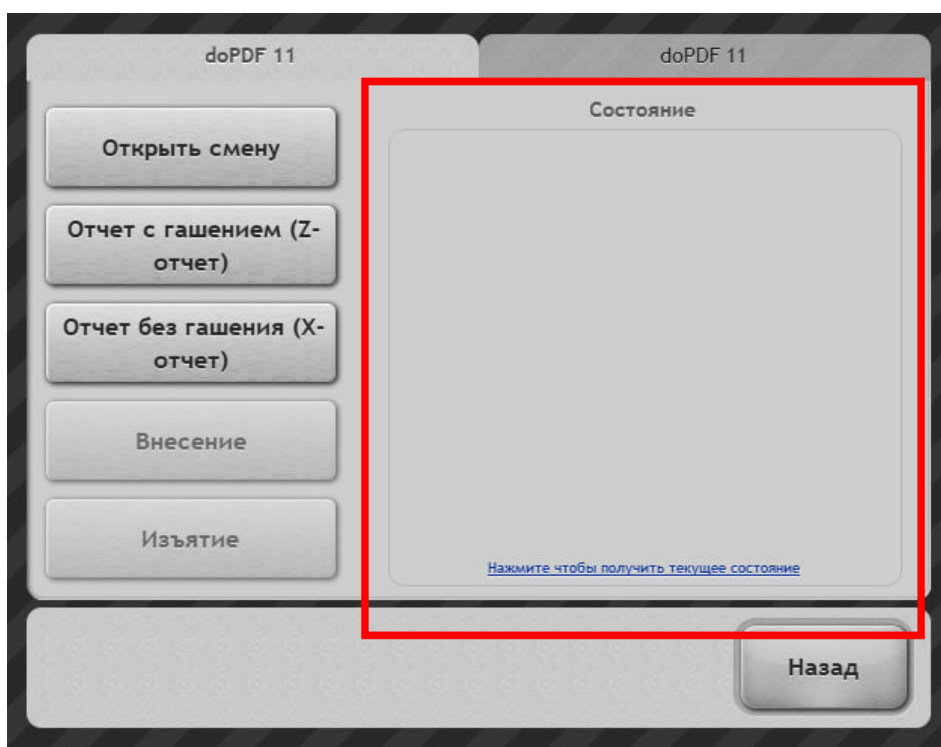 doPDF 11
doPDF 11
Открыть смену
Отчет с гашением (Z-
отчет)
Отчет без гашения (X-
отчет)
Внесение
Изъятие
Состояние
Нажмите чтобы получить текущее состояние
Назад